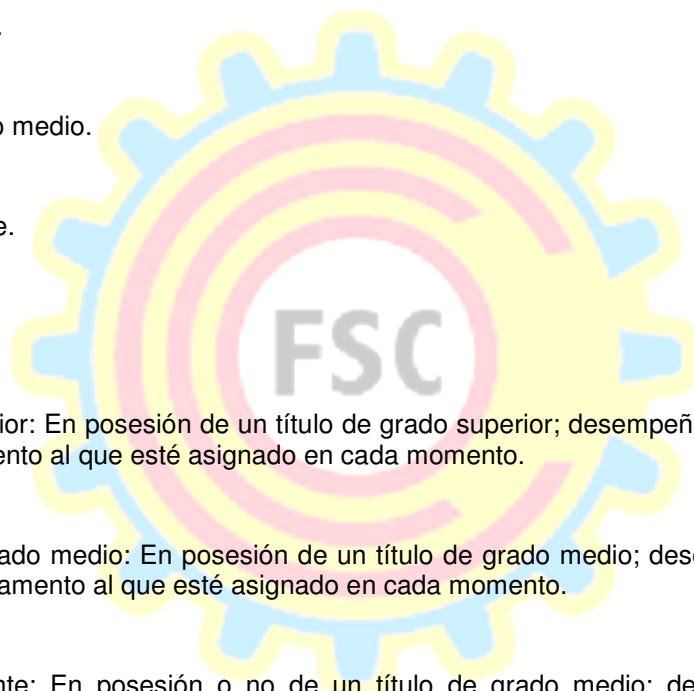 .
o medio.
e.
FSC
ior: En posesión de un título de grado superior; desempeñ
ento al que esté asignado en cada momento.
ado medio: En posesión de un título de grado medio; des
amento al que esté asignado en cada momento.
nte: En posesión o no de un título de grado medio; de